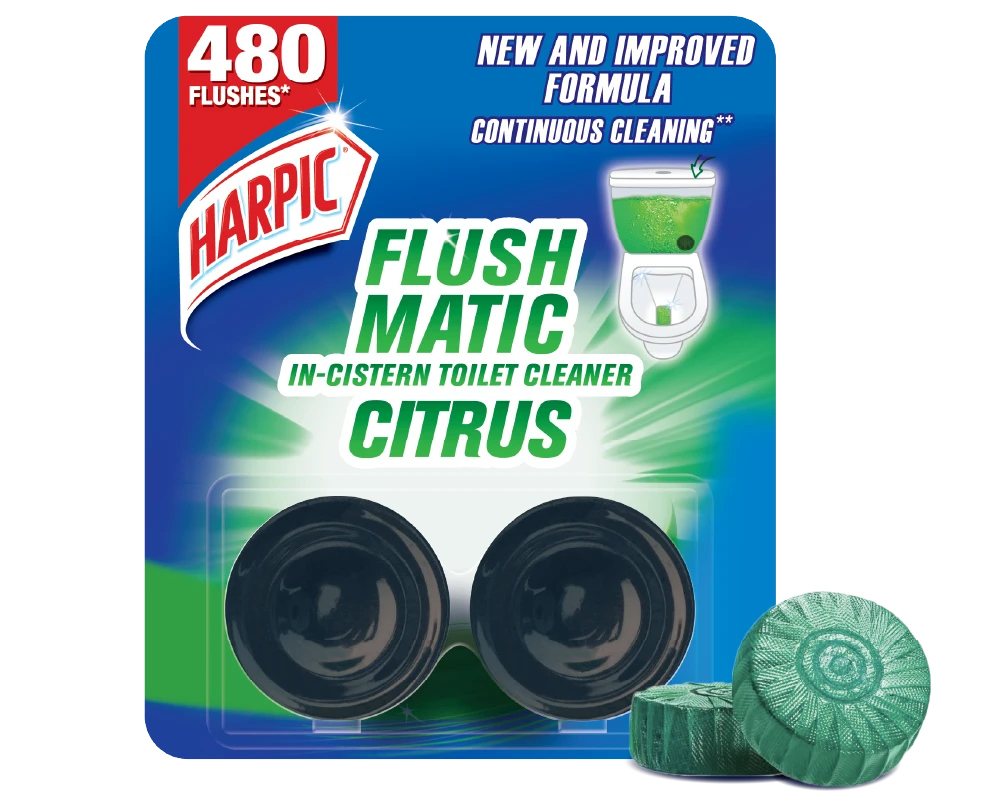 480
FLUSHES*
HARPIC®
NEW AND IMPROVED
FORMULA
CONTINUOUS CLEANING**
FLUSH
MATIC
IN-CISTERN TOILET CLEANER
CITRUS